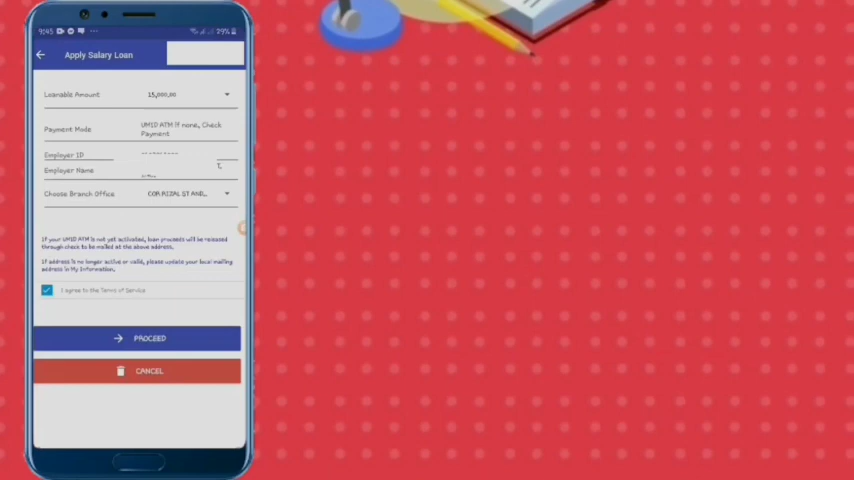 9:45 29%
Apply Salary Loan
Loanable Amount 15,000.00
UMID ATM if none, Check
Payment Mode
Payment
Employer ID
Employer Name
Choose Branch Office COR RIZAL ST AND...
If your UMID ATM is not yet activated, loan proceeds will be released
through check to be mailed at the above address.
If address is no longer active or valid, please update your local mailing
address in My Information.
I agree to the Terms of Service
PROCEED
CANCEL